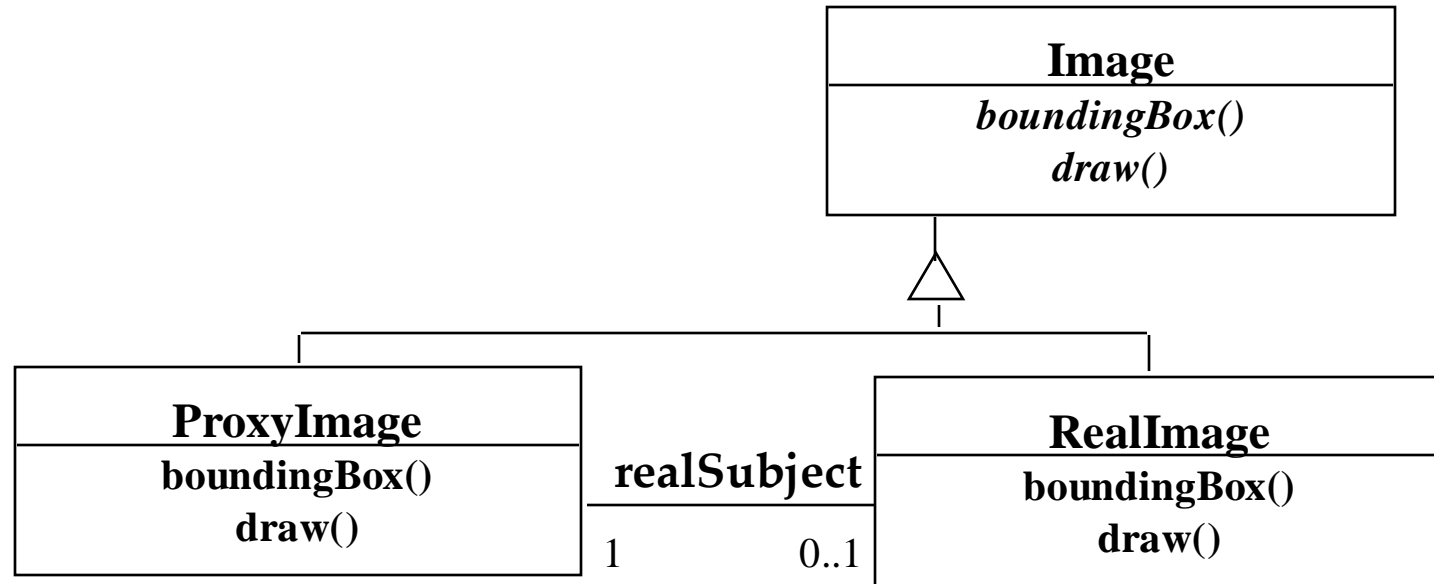 Image
boundingBox()
draw()
ProxyImage
boundingBox()
draw()
realSubject
1 0..1
RealImage
boundingBox()
draw()